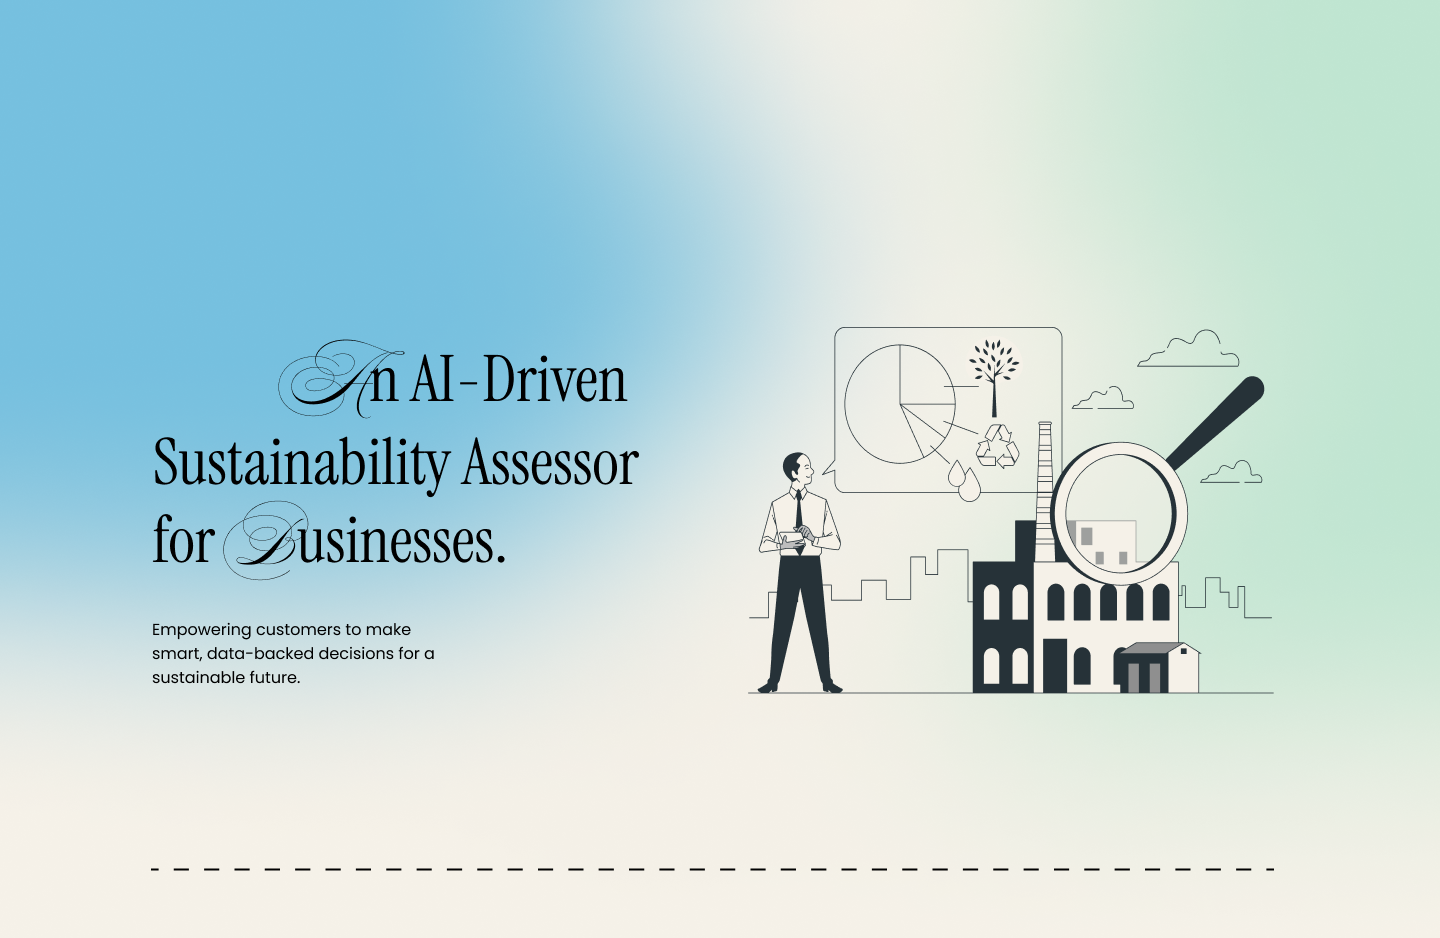 An AI-Driven
Sustainability Assessor
for Businesses.
Empowering customers to make
smart, data-backed decisions for a
sustainable future.